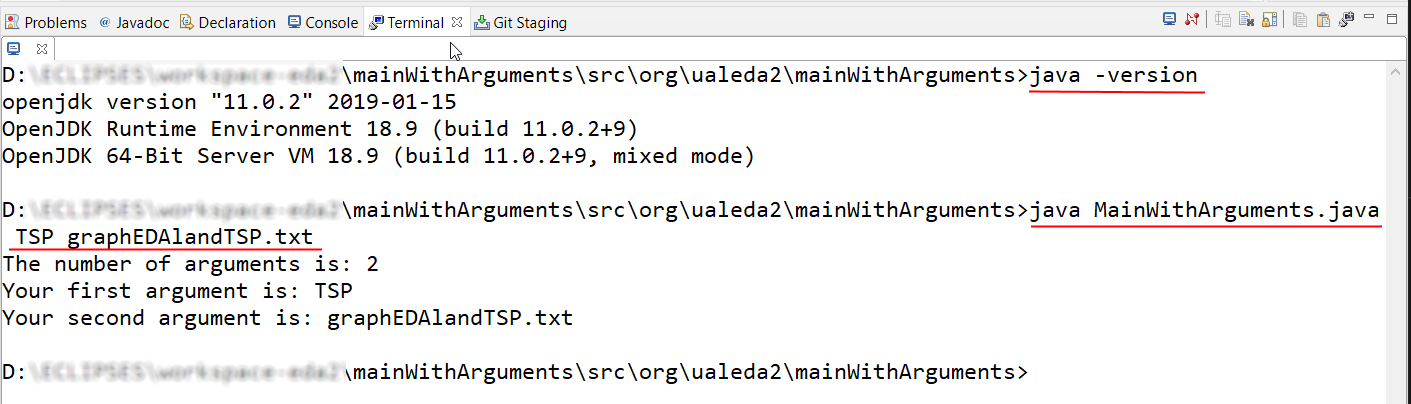 Problems @ Javadoc Declaration Console Terminal Git Staging
D:\mainWithArguments\src\org\ualeda2\mainWithArguments>java -version
openjdk version "11.0.2" 2019-01-15
OpenJDK Runtime Environment 18.9 (build 11.0.2+9)
OpenJDK 64-Bit Server VM 18.9 (build 11.0.2+9, mixed mode)
D:\mainWithArguments\src\org\ualeda2\mainWithArguments>java MainWithArguments.java
TSP graphEDAlandTSP.txt
The number of arguments is: 2
Your first argument is: TSP
Your second argument is: graphEDAlandTSP.txt
D:\mainWithArguments\src\org\ualeda2\mainWithArguments>